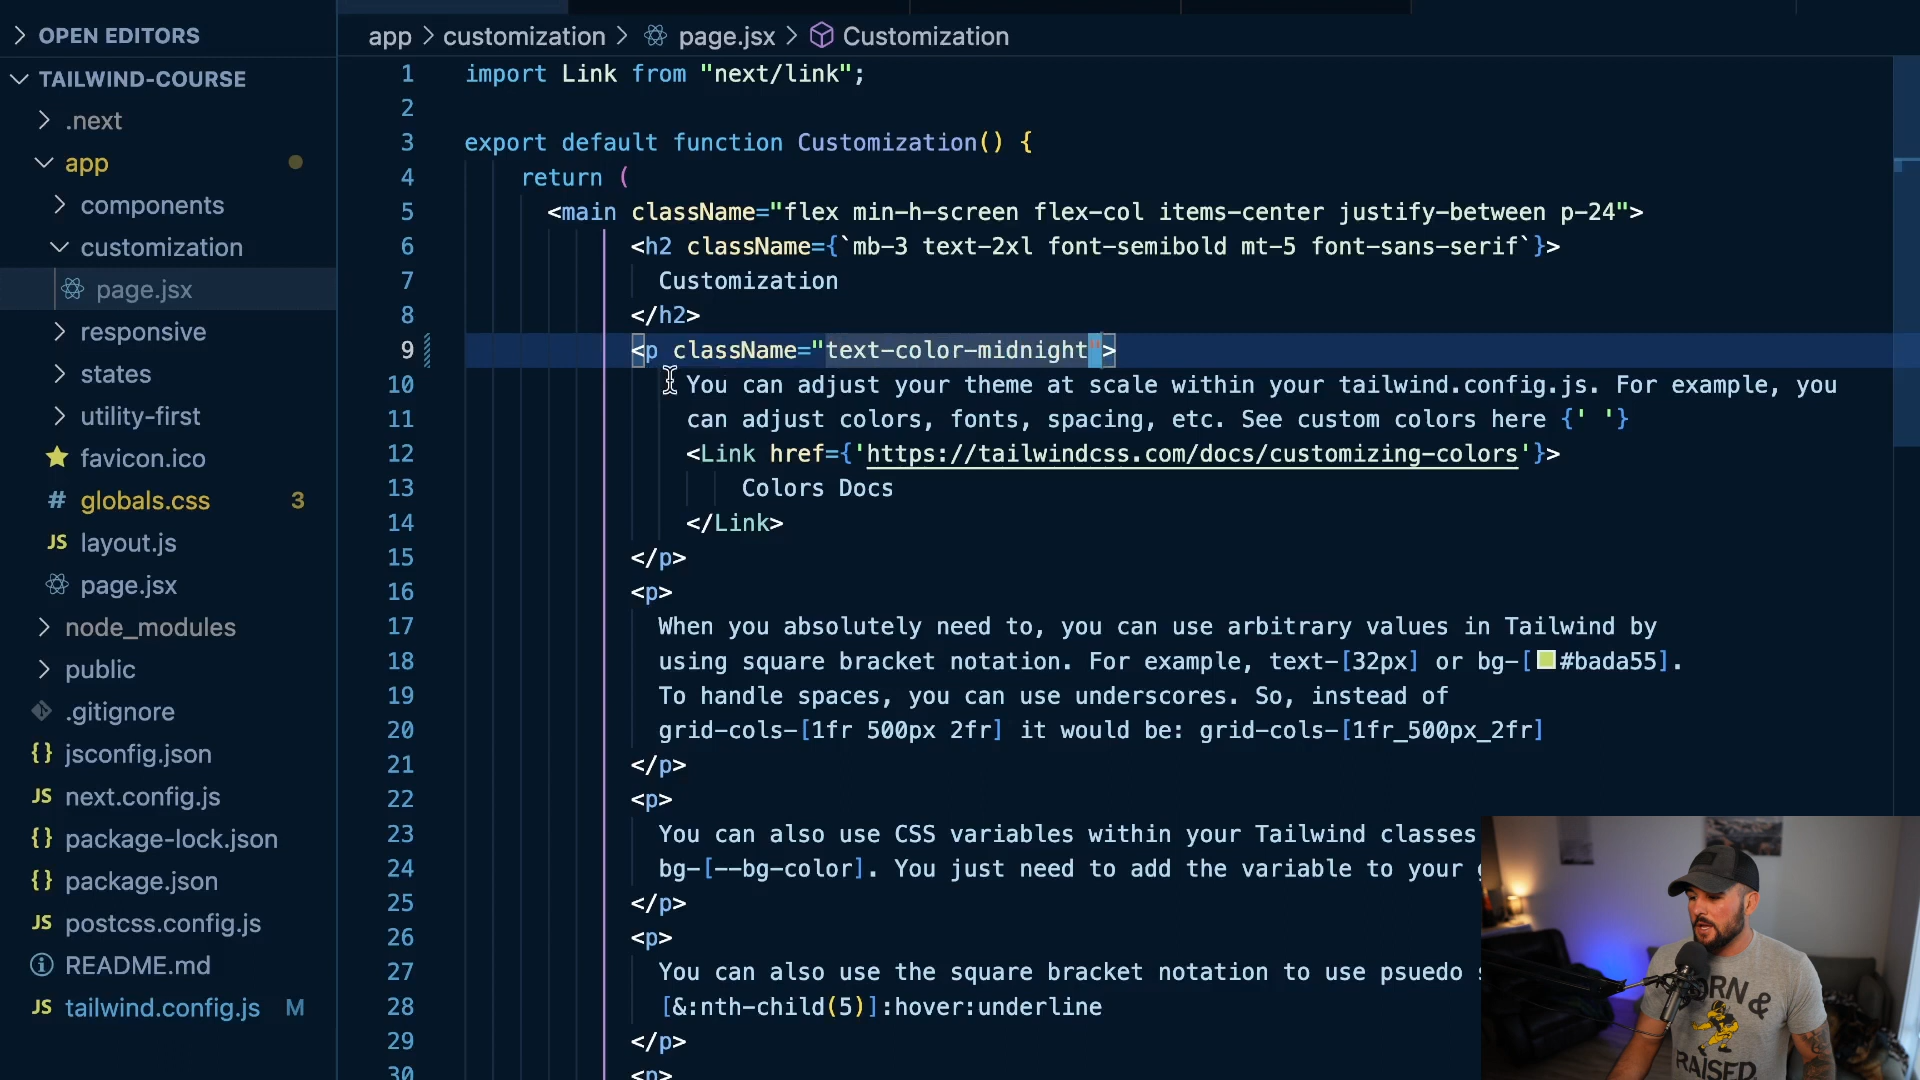 OPEN EDITORS
TAILWIND-COURSE
.next
app
components
customization
page.jsx
responsive
states
utility-first
favicon.ico
globals.css 3
layout.js
page.jsx
node_modules
public
.gitignore
jsconfig.json
next.config.js
package-lock.json
package.json
postcss.config.js
README.md
tailwind.config.js M
app > customization > page.jsx > Customization
1 import Link from "next/link";
2
3 export default function Customization() {
4 return (
5 <main className="flex min-h-screen flex-col items-center justify-between p-24">
6 <h2 className={`mb-3 text-2xl font-semibold mt-5 font-sans-serif`}>
7 Customization
8 </h2>
9 <p className="text-color-midnight">
10 You can adjust your theme at scale within your tailwind.config.js. For example, you
11 can adjust colors, fonts, spacing, etc. See custom colors here {' '}
12 <Link href={'https://tailwindcss.com/docs/customizing-colors'}>
13 Colors Docs
14 </Link>
15 </p>
16 <p>
17 When you absolutely need to, you can use arbitrary values in Tailwind by
18 using square bracket notation. For example, text-[32px] or bg-[#bada55].
19 To handle spaces, you can use underscores. So, instead of
20 grid-cols-[1fr 500px 2fr] it would be: grid-cols-[1fr_500px_2fr]
21 </p>
22 <p>
23 You can also use CSS variables within your Tailwind classes
24 bg-[--bg-color]. You just need to add the variable to your
25 </p>
26 <p>
27 You can also use the square bracket notation to use psuedo
28 [&:nth-child(5)]:hover:underline
29 </p>
30 <p>
RAISED